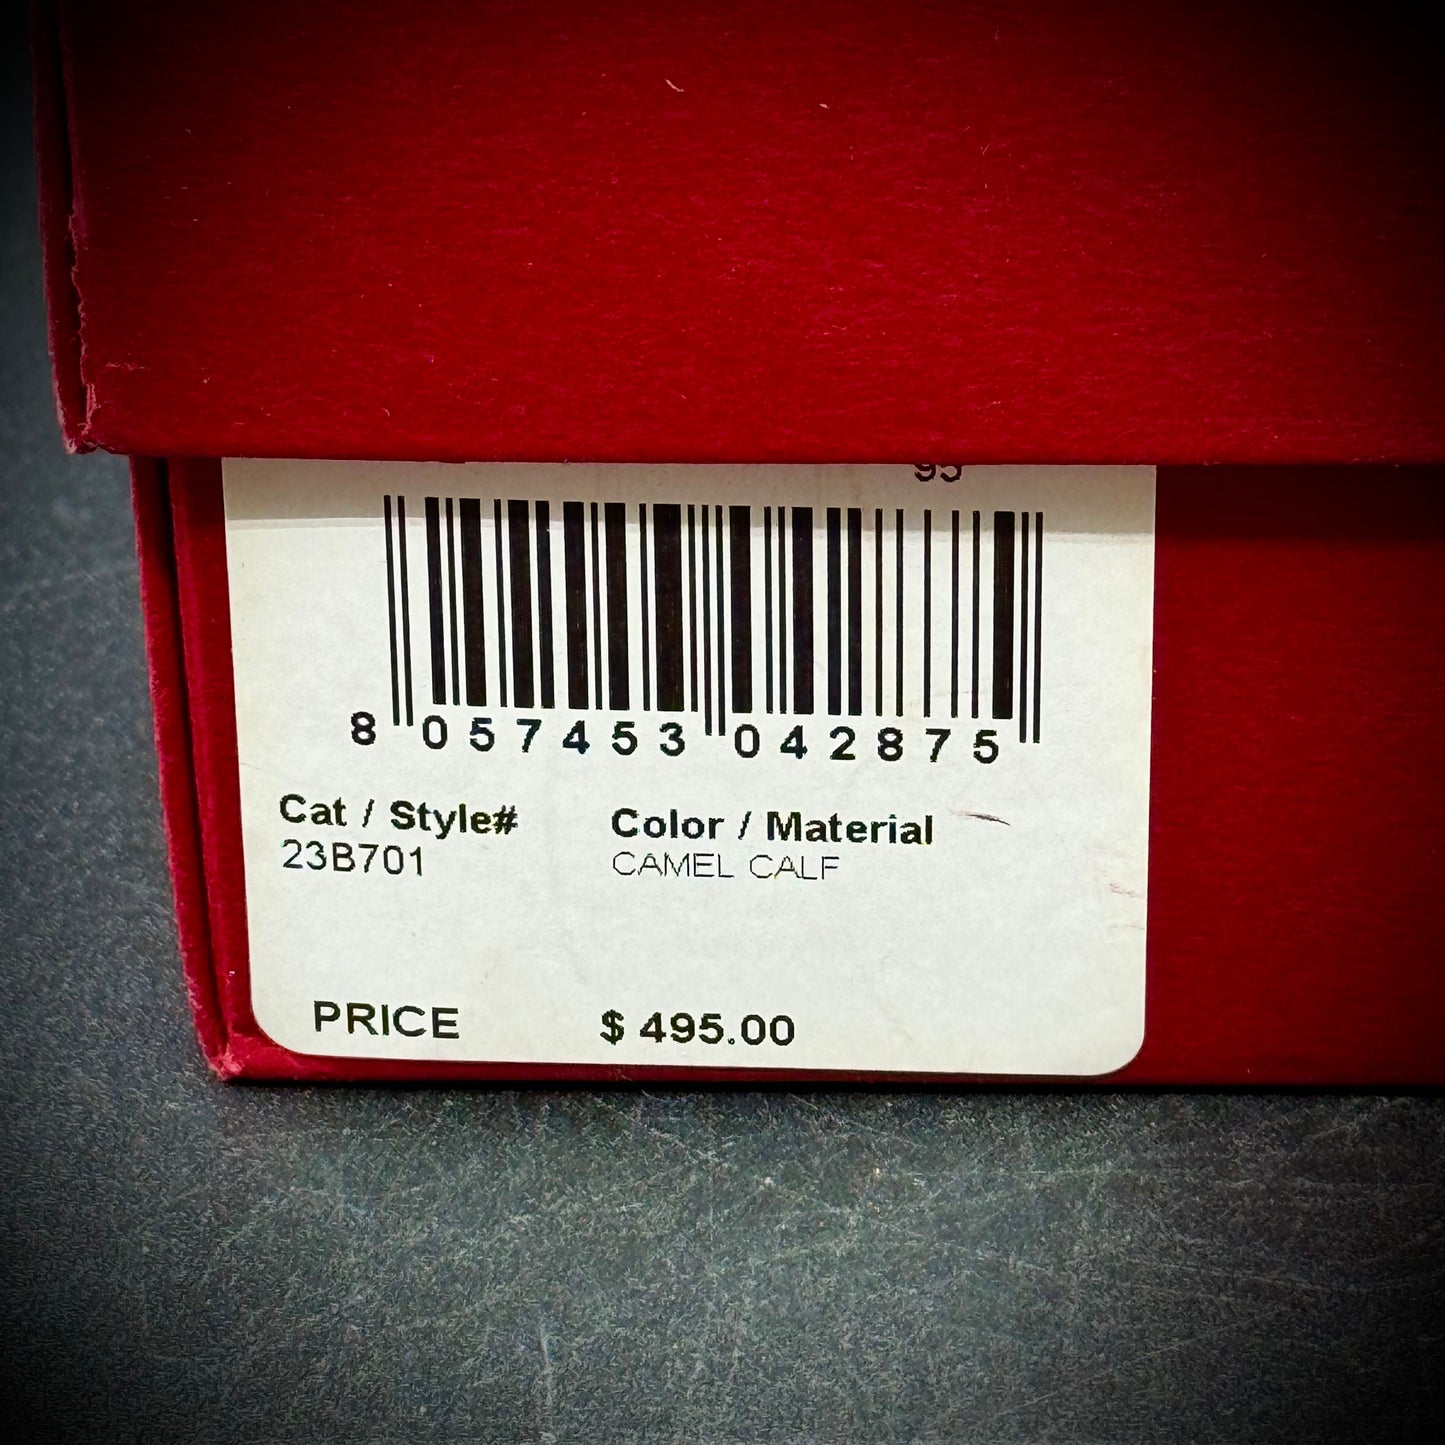 95
8 057453 042875
Cat / Style# Color / Material
23B701 CAMEL CALF
PRICE $ 495.00